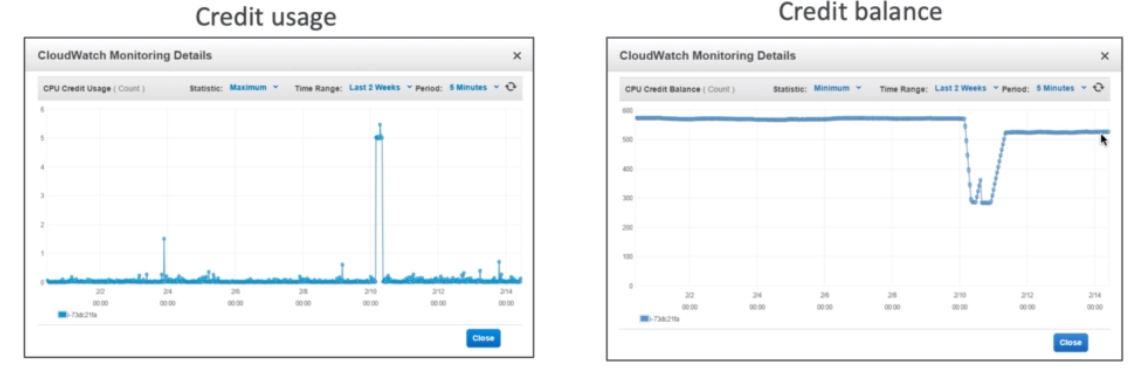 Credit usage
CloudWatch Monitoring Details ×
CPU Credit Usage ( Count ) Statistic: Maximum Time Range: Last 2 Weeks Period: 5 Minutes
6
5
4
3
2
1
0
2/2 2/4 2/6 2/8 2/10 2/12 2/14
00:00 00:00 00:00 00:00 00:00 00:00 00:00
i-73dc21fa
Close
Credit balance
CloudWatch Monitoring Details ×
CPU Credit Balance ( Count ) Statistic: Minimum Time Range: Last 2 Weeks Period: 5 Minutes
600
500
400
300
200
100
0
2/2 2/4 2/6 2/8 2/10 2/12 2/14
00:00 00:00 00:00 00:00 00:00 00:00 00:00
i-73dc21fa
Close